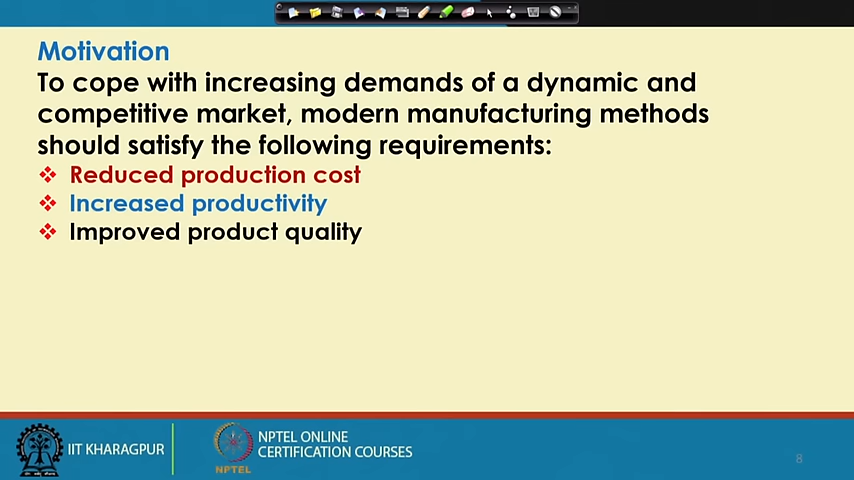 Motivation
To cope with increasing demands of a dynamic and
competitive market, modern manufacturing methods
should satisfy the following requirements:
❖ Reduced production cost
❖ Increased productivity
❖ Improved product quality
IIT KHARAGPUR
NPTEL
NPTEL ONLINE
CERTIFICATION COURSES
8